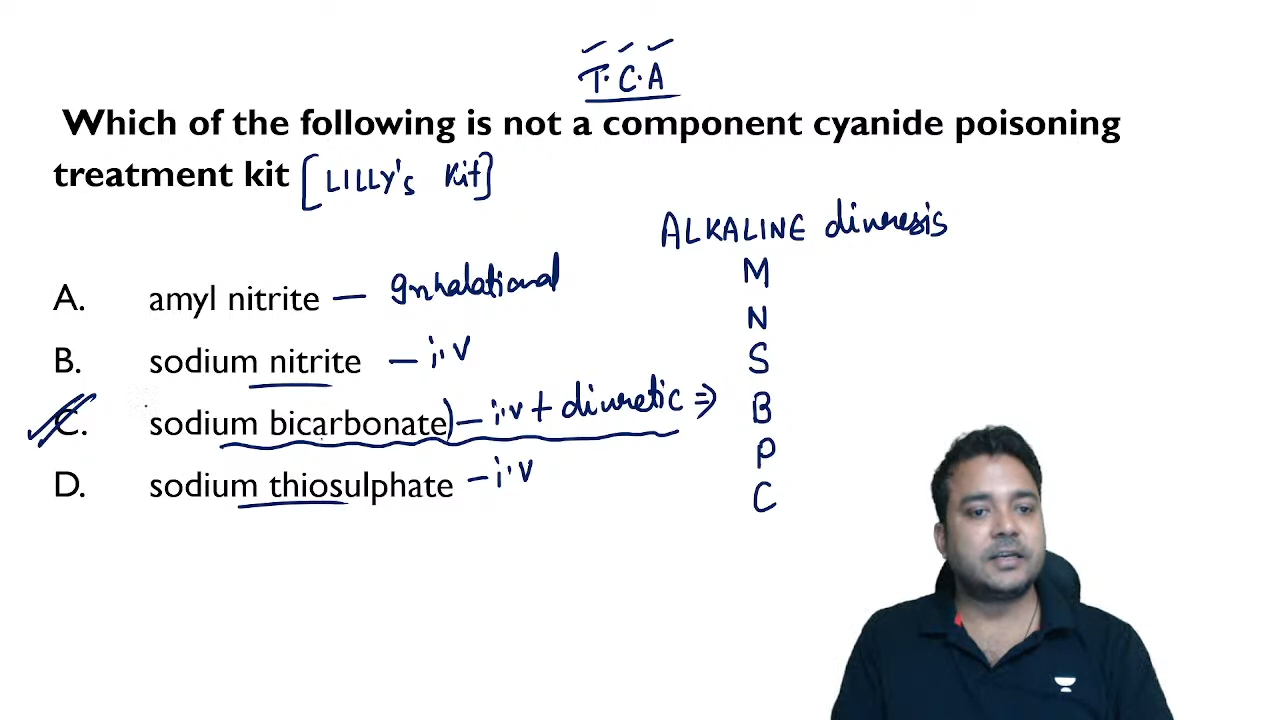 T.C.A
Which of the following is not a component cyanide poisoning
treatment kit [LILLY's Kit]
ALKALINE diuresis
A. amyl nitrite — Inhalational
B. sodium nitrite — i.v
C. sodium bicarbonate) — i.v + diuretic ⇒
D. sodium thiosulphate — i.v
M
N
S
B
P
C